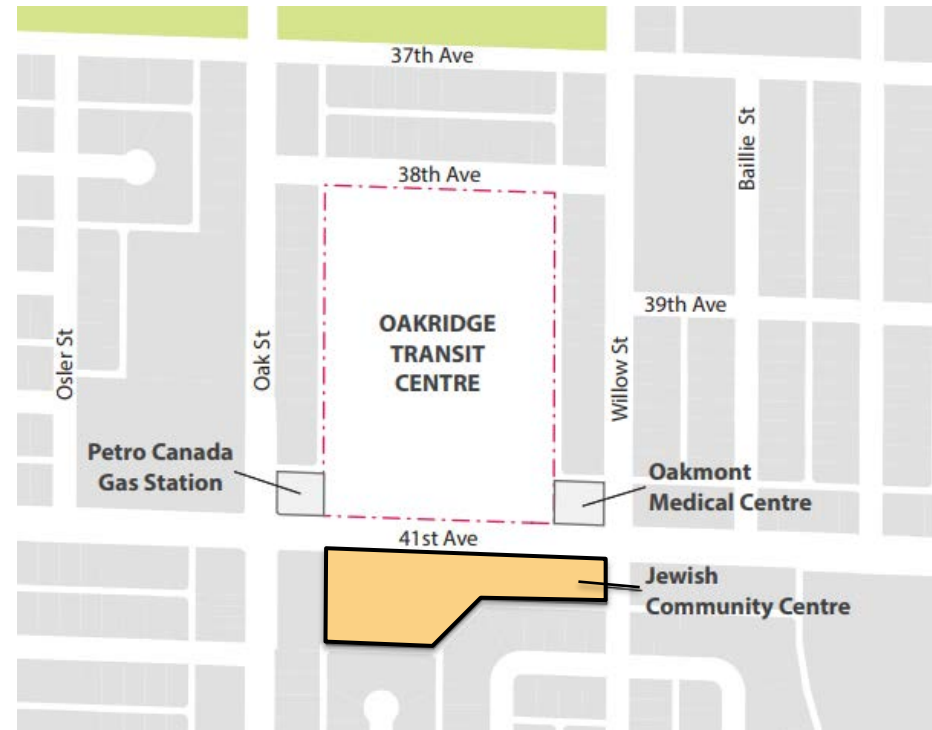 37th Ave
38th Ave
Baillie St
39th Ave
OAKRIDGE
TRANSIT
CENTRE
Osler St
Oak St
Willow St
Petro Canada
Gas Station
Oakmont
Medical Centre
41st Ave
Jewish
Community Centre